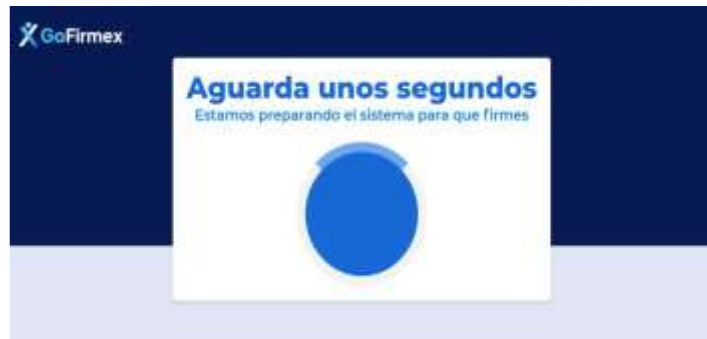 GoFirmex
Aguarda unos segundos
Estamos preparando el sistema para que firmes